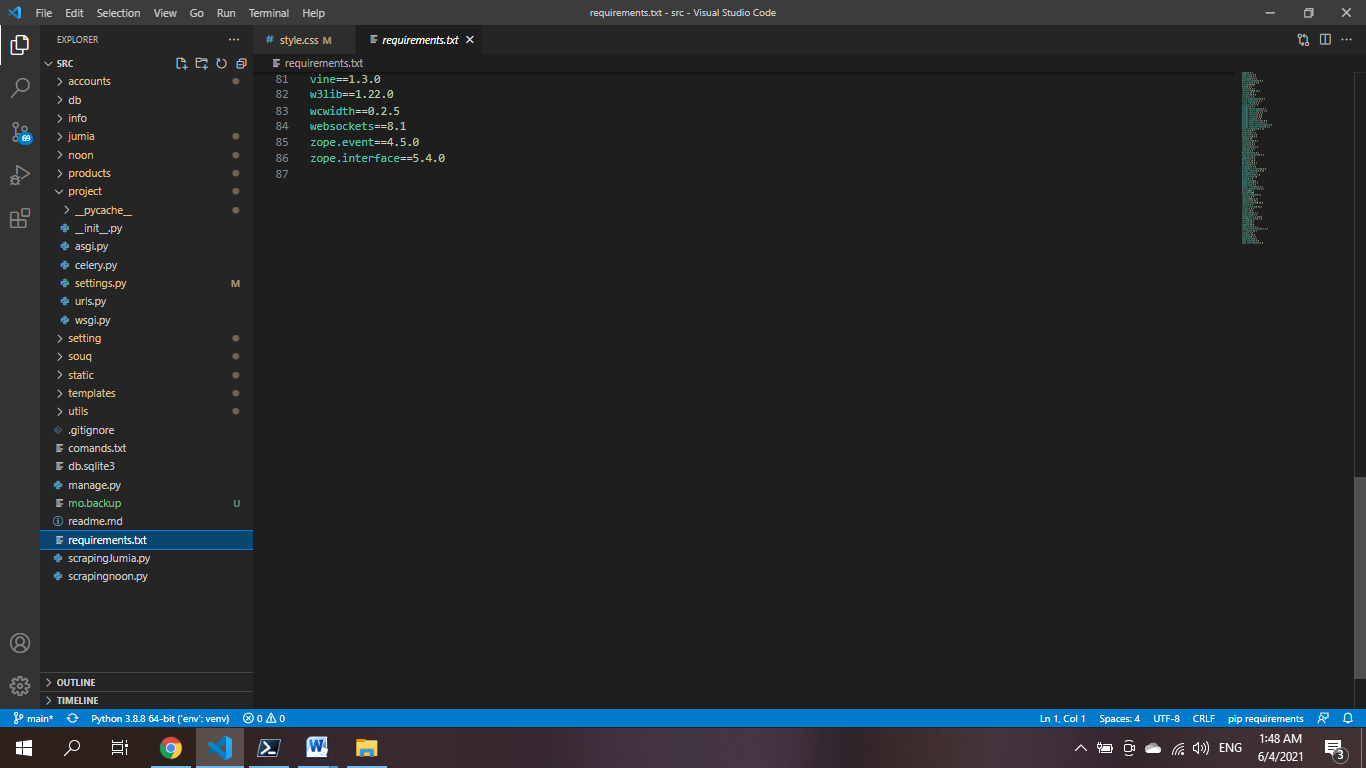 File Edit Selection View Go Run Terminal Help
requirements.txt - src - Visual Studio Code
EXPLORER
style.css M
requirements.txt
SRC
requirements.txt
accounts
db
info
jumia
noon
products
project
__pycache__
__init__.py
asgi.py
celery.py
settings.py M
urls.py
wsgi.py
setting
souq
static
templates
utils
.gitignore
comands.txt
db.sqlite3
manage.py
mo.backup U
readme.md
requirements.txt
scrapingJumia.py
scrapingnoon.py
OUTLINE
TIMELINE
69
81 vine==1.3.0
82 w3lib==1.22.0
83 wcwidth==0.2.5
84 websockets==8.1
85 zope.event==4.5.0
86 zope.interface==5.4.0
87
main* Python 3.8.8 64-bit ('env': venv) 0 0 Ln 1, Col 1 Spaces: 4 UTF-8 CRLF pip requirements
ENG 1:48 AM
6/4/2021 3